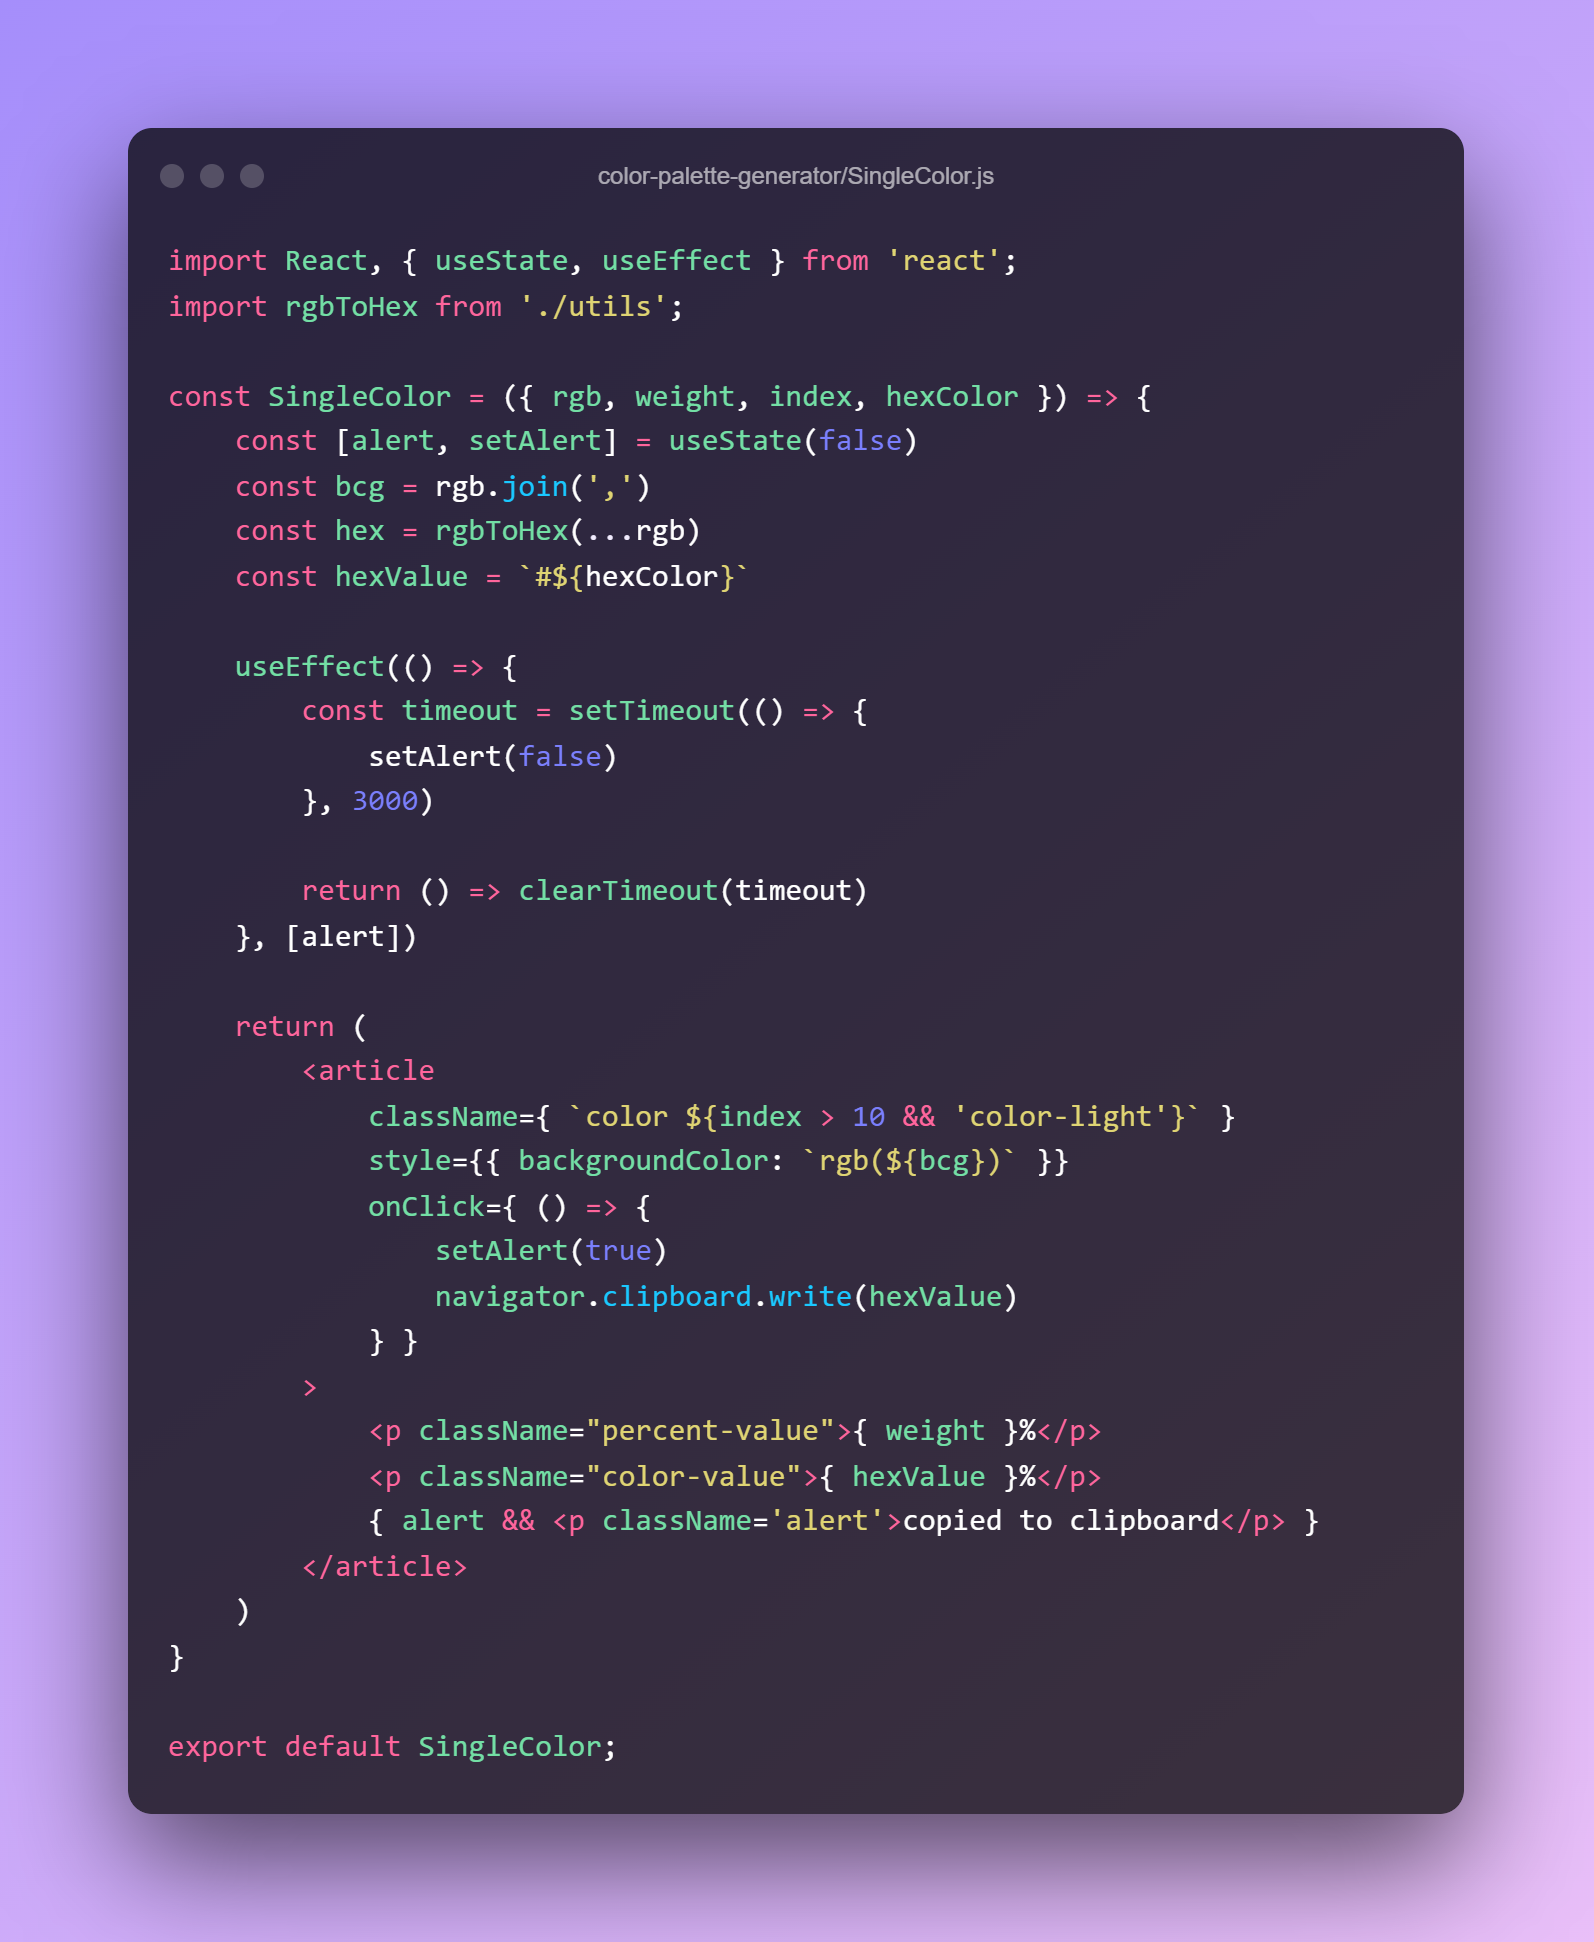 color-palette-generator/SingleColor.js
import React, { useState, useEffect } from 'react';
import rgbToHex from './utils';
const SingleColor = ({ rgb, weight, index, hexColor }) => {
    const [alert, setAlert] = useState(false)
    const bcg = rgb.join(',')
    const hex = rgbToHex(...rgb)
    const hexValue = `#${hexColor}`
    useEffect(() => {
        const timeout = setTimeout(() => {
            setAlert(false)
        }, 3000)
        return () => clearTimeout(timeout)
    }, [alert])
    return (
        <article
            className={ `color ${index > 10 && 'color-light'}` }
            style={{ backgroundColor: `rgb(${bcg})` }}
            onClick={ () => {
                setAlert(true)
                navigator.clipboard.write(hexValue)
            } }
        >
            <p className="percent-value">{ weight }%</p>
            <p className="color-value">{ hexValue }%</p>
            { alert && <p className='alert'>copied to clipboard</p> }
        </article>
    )
}
export default SingleColor;